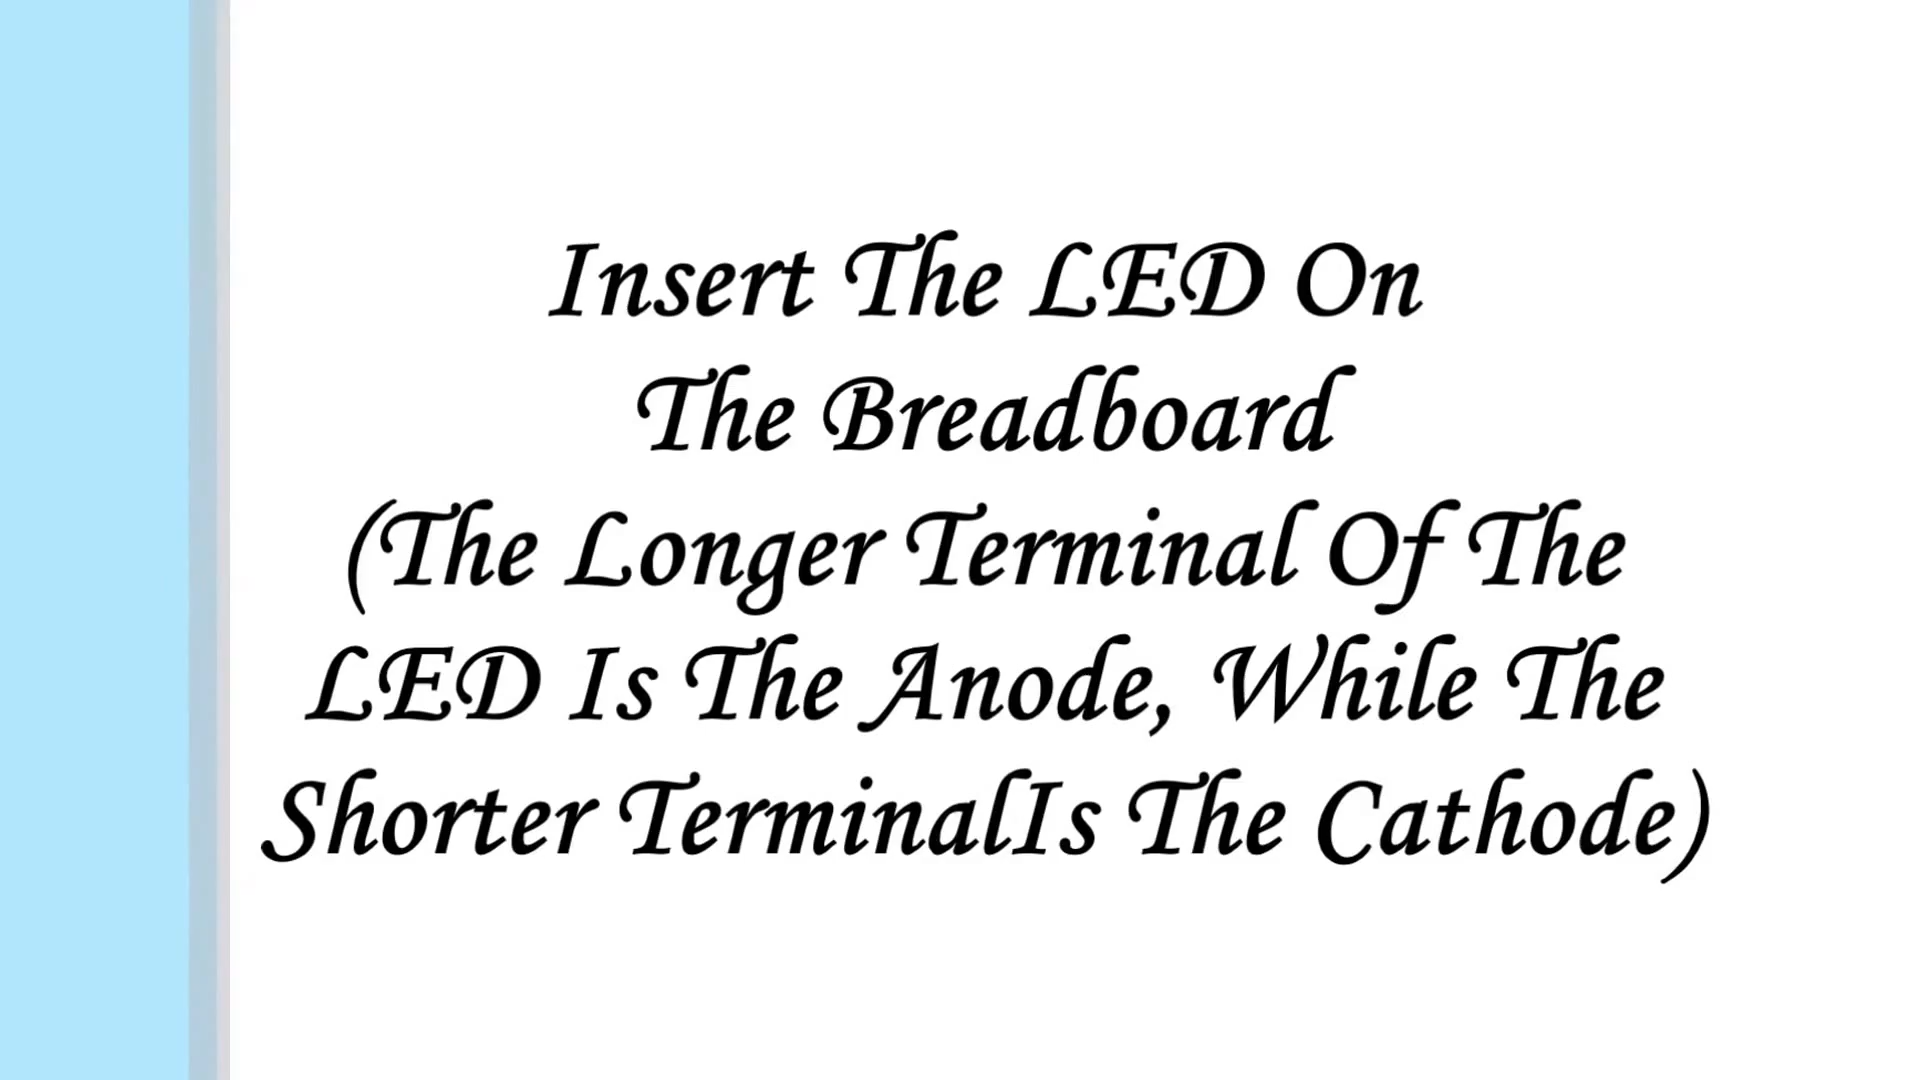 Insert The LED On
The Breadboard
(The Longer Terminal Of The
LED Is The Anode, While The
Shorter TerminalIs The Cathode)